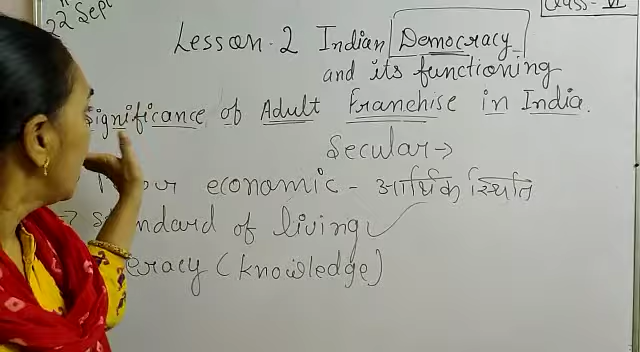 22 Sept
Class - VI
Lesson - 2 Indian Democracy
and its functioning
Significance of Adult Franchise in India.
Secular →
economic - आर्थिक स्थिति
→ standard of living ✓
eracy (knowledge)